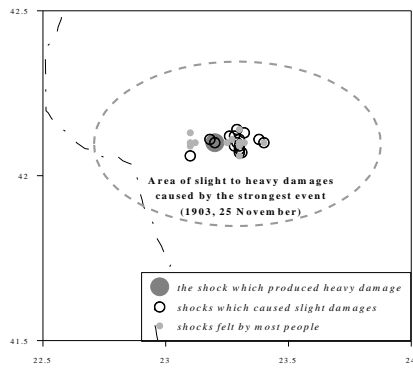 42.5
42
Area of slight to heavy damages
caused by the strongest event
(1903, 25 November)
the shock which produced heavy damage
shocks which caused slight damages
shocks felt by most people
41.5
22.5 23 23.5 24